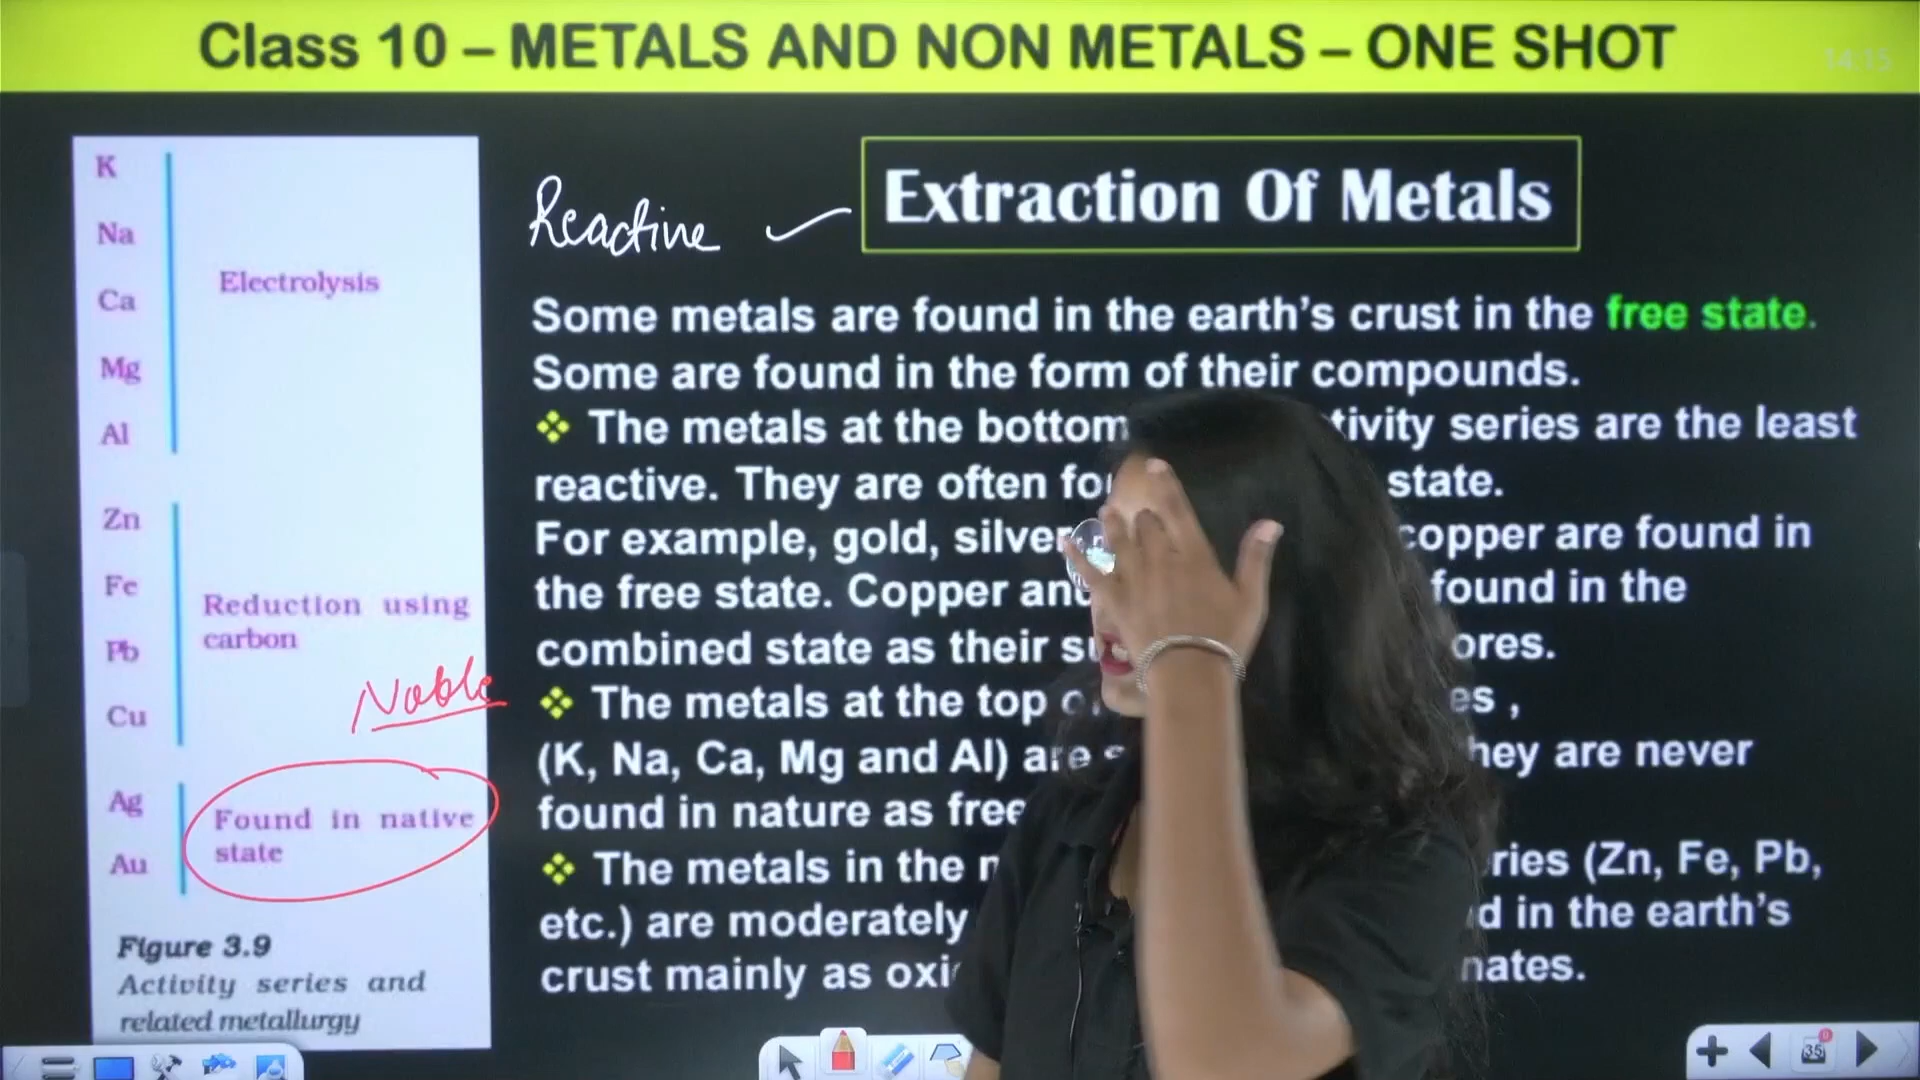 Class 10 – METALS AND NON METALS – ONE SHOT
14:15
K
Na
Ca
Mg
Al
Electrolysis
Zn
Fe
Pb
Cu
Reduction using
carbon
Noble
Ag
Au
Found in native
state
Figure 3.9
Activity series and
related metallurgy
Reactive
Extraction Of Metals
Some metals are found in the earth's crust in the free state.
Some are found in the form of their compounds.
❖ The metals at the bottom tivity series are the least
reactive. They are often fo state.
For example, gold, silver copper are found in
the free state. Copper and found in the
combined state as their su ores.
❖ The metals at the top o es ,
(K, Na, Ca, Mg and Al) are s hey are never
found in nature as free
❖ The metals in the m ries (Zn, Fe, Pb,
etc.) are moderately d in the earth's
crust mainly as oxi nates.
35